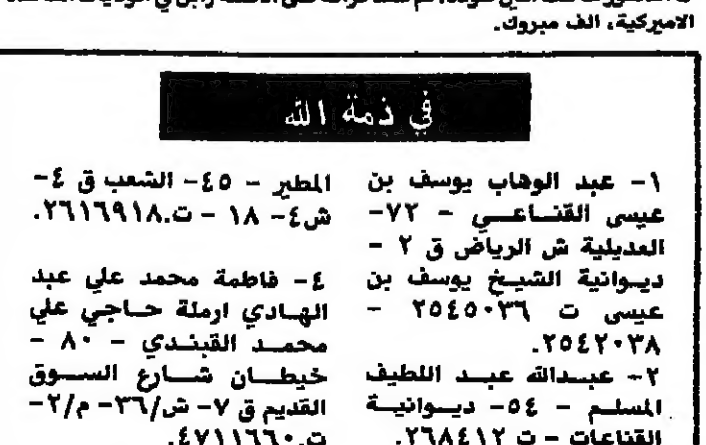 الاميركية، الف مبروك.
في ذمة الله
١- عبد الوهاب يوسف بن
عيسى القناعي - ٧٢-
العديلية ش الرياض ق ٢ -
ديوانية الشيخ يوسف بن
عيسى ت ٢٥٤٥٠٣٦ -
٢٥٤٢٠٣٨.
٢- عبدالله عبد اللطيف
المسلم - ٥٤- ديوانية
القناعات - ت ٢٦٨٤١٢.
المطير - ٤٥- الشعب ق ٤-
ش٤- ١٨ - ت.٢٦١٦٩١٨.
٤- فاطمة محمد علي عبد
الهادي ارملة حاجي علي
محمد القبندي - ٨٠ -
خيطان شارع السوق
القديم ق ٧- ش/٣٦- م/٢-
ت.٤٧١١٦٦٠.